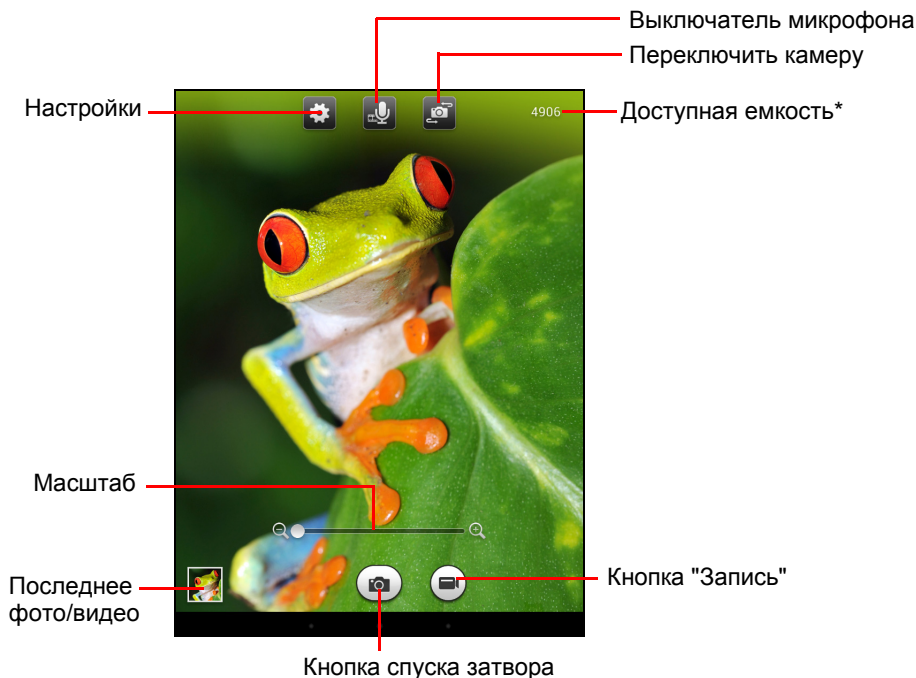 Выключатель микрофона
Переключить камеру
Настройки
4906
Доступная емкость*
Масштаб
Последнее
фото/видео
Кнопка "Запись"
Кнопка спуска затвора